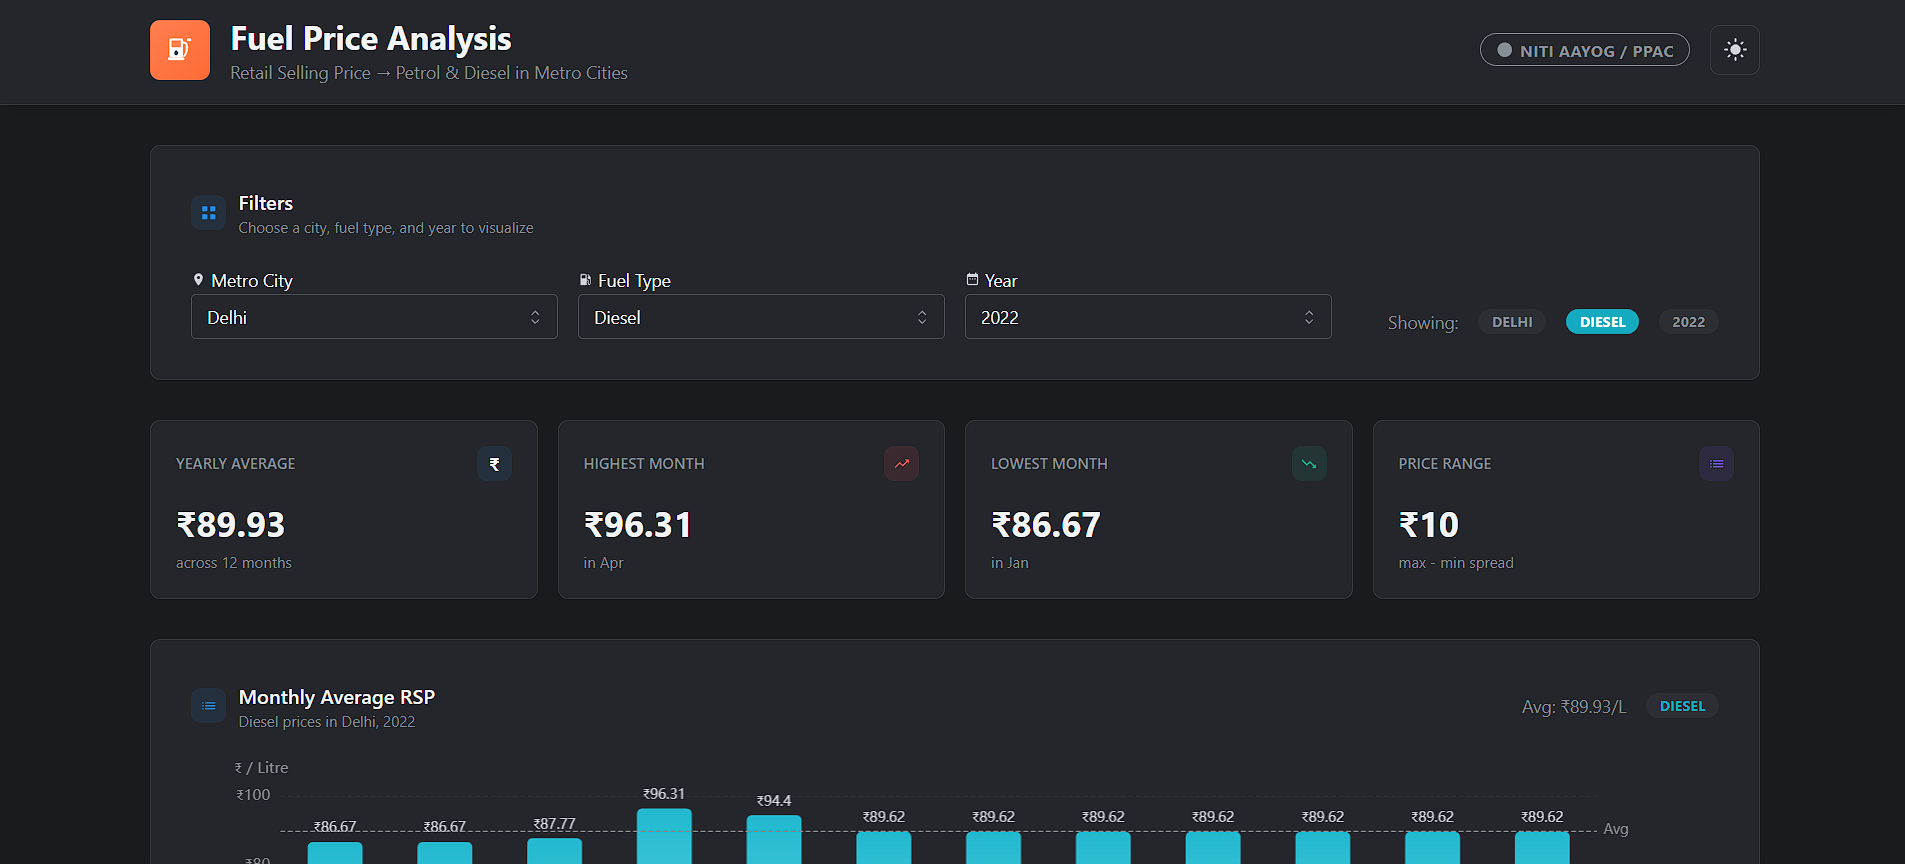 Fuel Price Analysis
Retail Selling Price → Petrol & Diesel in Metro Cities
NITI AAYOG / PPAC
Filters
Choose a city, fuel type, and year to visualize
Metro City
Fuel Type
Year
Delhi
Diesel
2022
Showing:
DELHI
DIESEL
2022
YEARLY AVERAGE
₹
₹89.93
across 12 months
HIGHEST MONTH
₹96.31
in Apr
LOWEST MONTH
₹86.67
in Jan
PRICE RANGE
₹10
max - min spread
Monthly Average RSP
Diesel prices in Delhi, 2022
Avg: ₹89.93/L
DIESEL
₹ / Litre
₹100
₹86.67
₹86.67
₹87.77
₹96.31
₹94.4
₹89.62
₹89.62
₹89.62
₹89.62
₹89.62
₹89.62
₹89.62
Avg
₹80